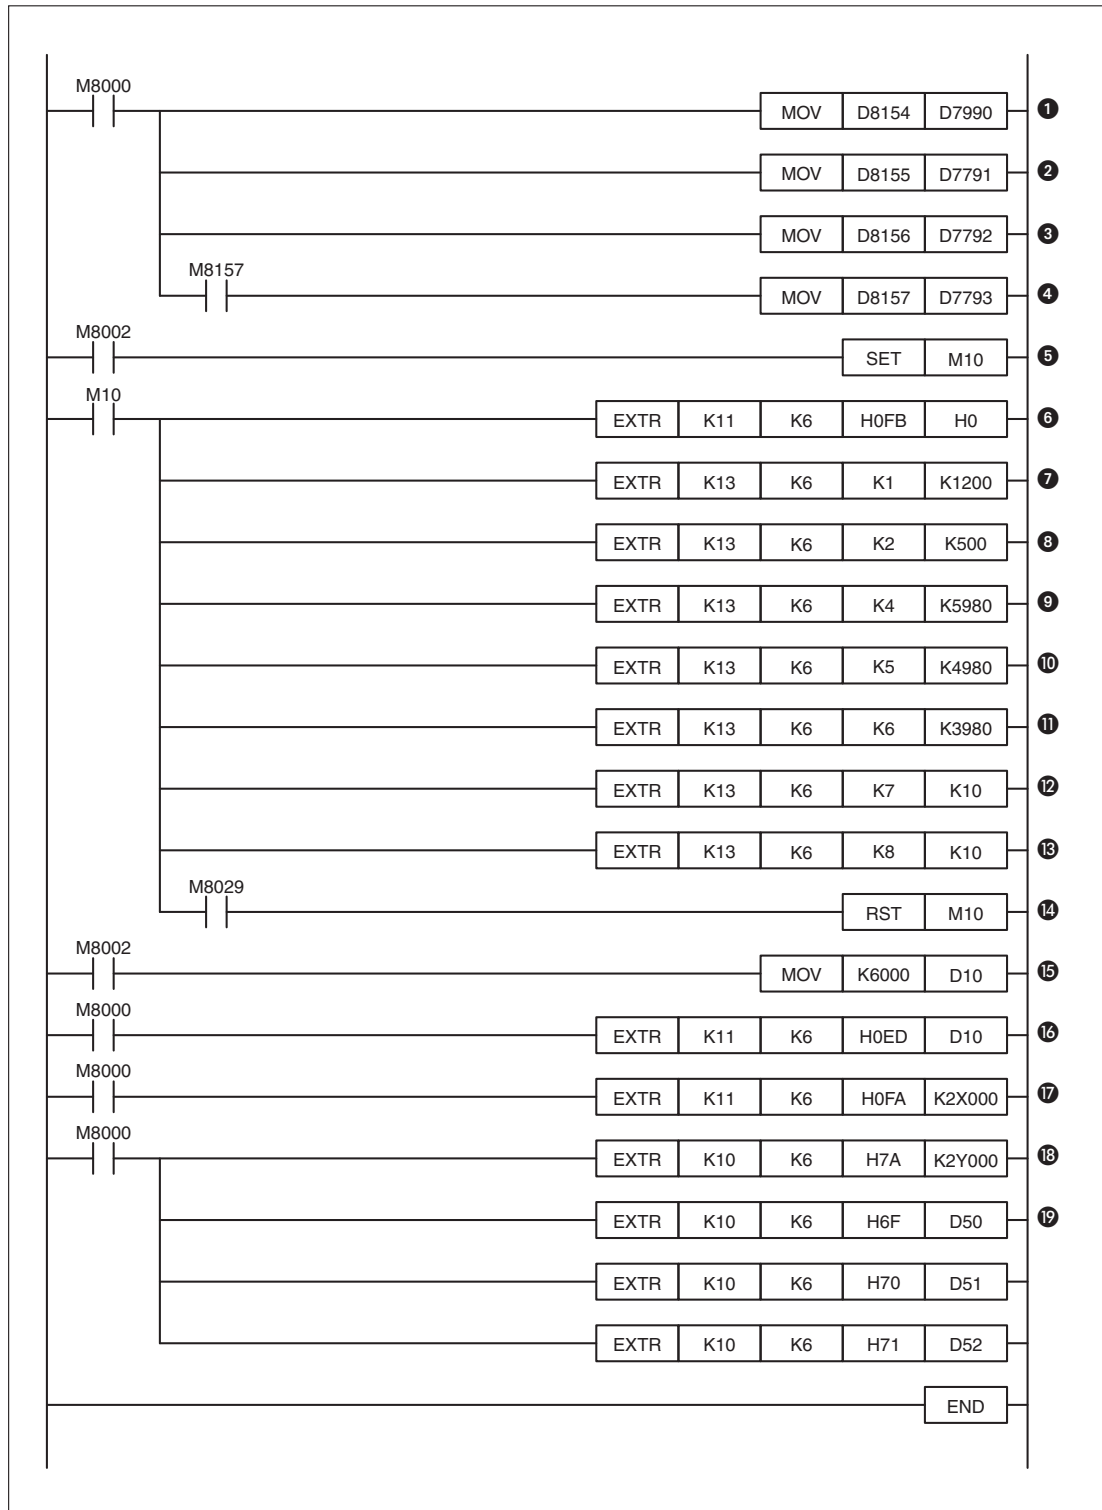 M8000
MOV D8154 D7990 ❶
MOV D8155 D7791 ❷
MOV D8156 D7792 ❸
M8157
MOV D8157 D7793 ❹
M8002
SET M10 ❺
M10
EXTR K11 K6 H0FB H0 ❻
EXTR K13 K6 K1 K1200 ❼
EXTR K13 K6 K2 K500 ❽
EXTR K13 K6 K4 K5980 ❾
EXTR K13 K6 K5 K4980 ❿
EXTR K13 K6 K6 K3980 ⓫
EXTR K13 K6 K7 K10 ⓬
EXTR K13 K6 K8 K10 ⓭
M8029
RST M10 ⓮
M8002
MOV K6000 D10 ⓯
M8000
EXTR K11 K6 H0ED D10 ⓰
M8000
EXTR K11 K6 H0FA K2X000 ⓱
M8000
EXTR K10 K6 H7A K2Y000 ⓲
EXTR K10 K6 H6F D50 ⓳
EXTR K10 K6 H70 D51
EXTR K10 K6 H71 D52
END